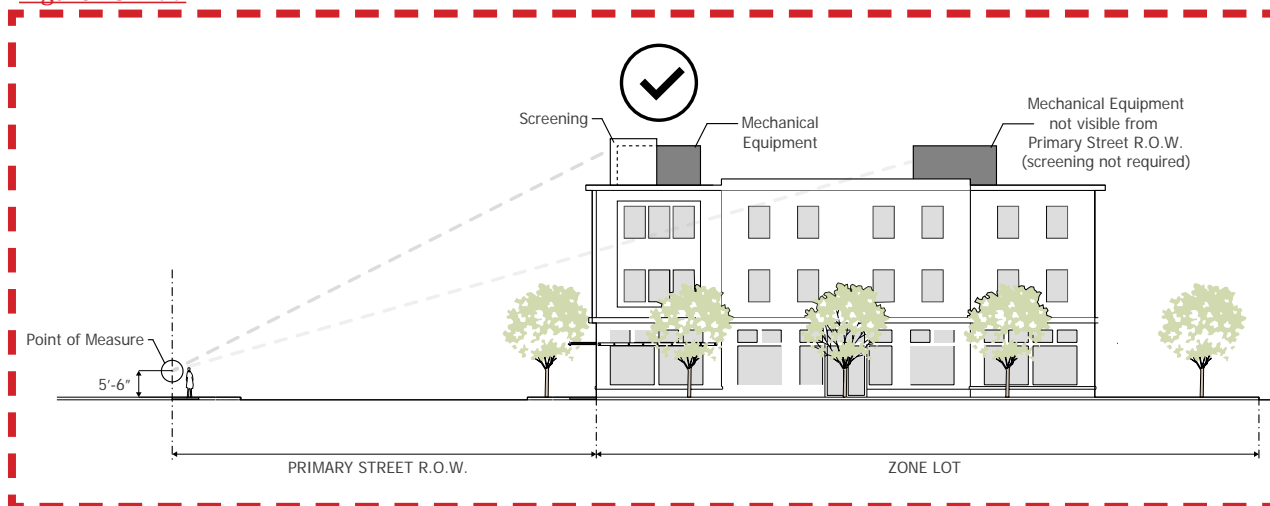 Screening
Mechanical
Equipment
Mechanical Equipment
not visible from
Primary Street R.O.W.
(screening not required)
Point of Measure
5'-6"
PRIMARY STREET R.O.W.
ZONE LOT